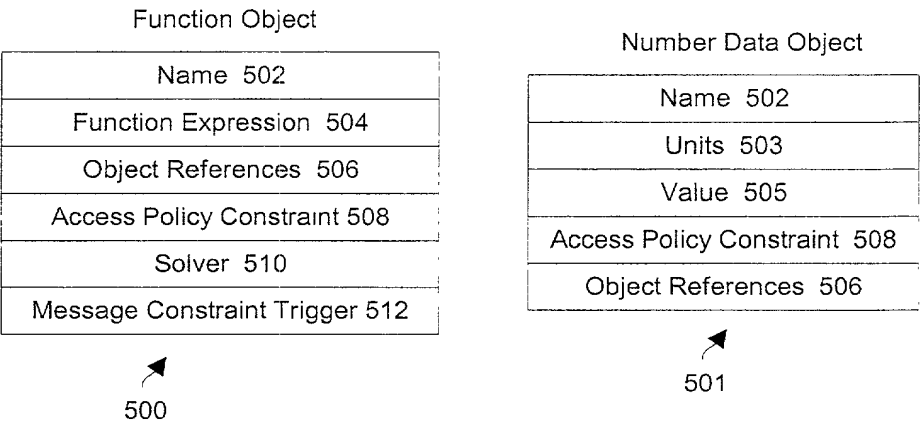 Function Object
Name 502
Function Expression 504
Object References 506
Access Policy Constraint 508
Solver 510
Message Constraint Trigger 512
500
Number Data Object
Name 502
Units 503
Value 505
Access Policy Constraint 508
Object References 506
501